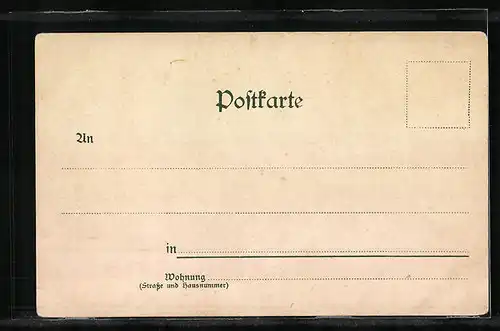 Poſtkarte
An
in
Wohnung
(Straße und Hausnummer)